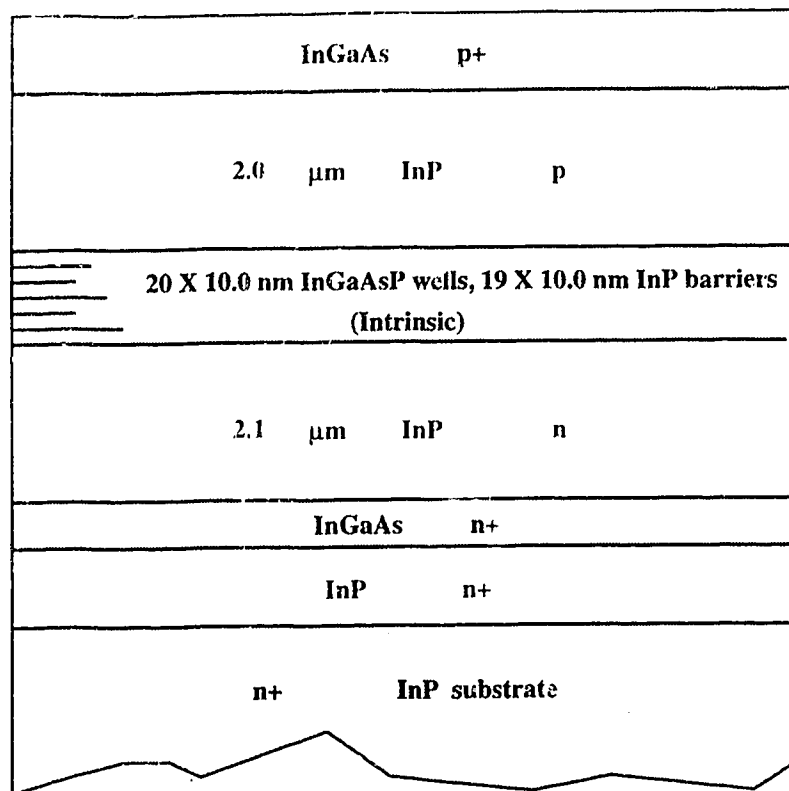 InGaAs p+
2.0 μm InP p
20 X 10.0 nm InGaAsP wells, 19 X 10.0 nm InP barriers
(Intrinsic)
2.1 μm InP n
InGaAs n+
InP n+
n+ InP substrate